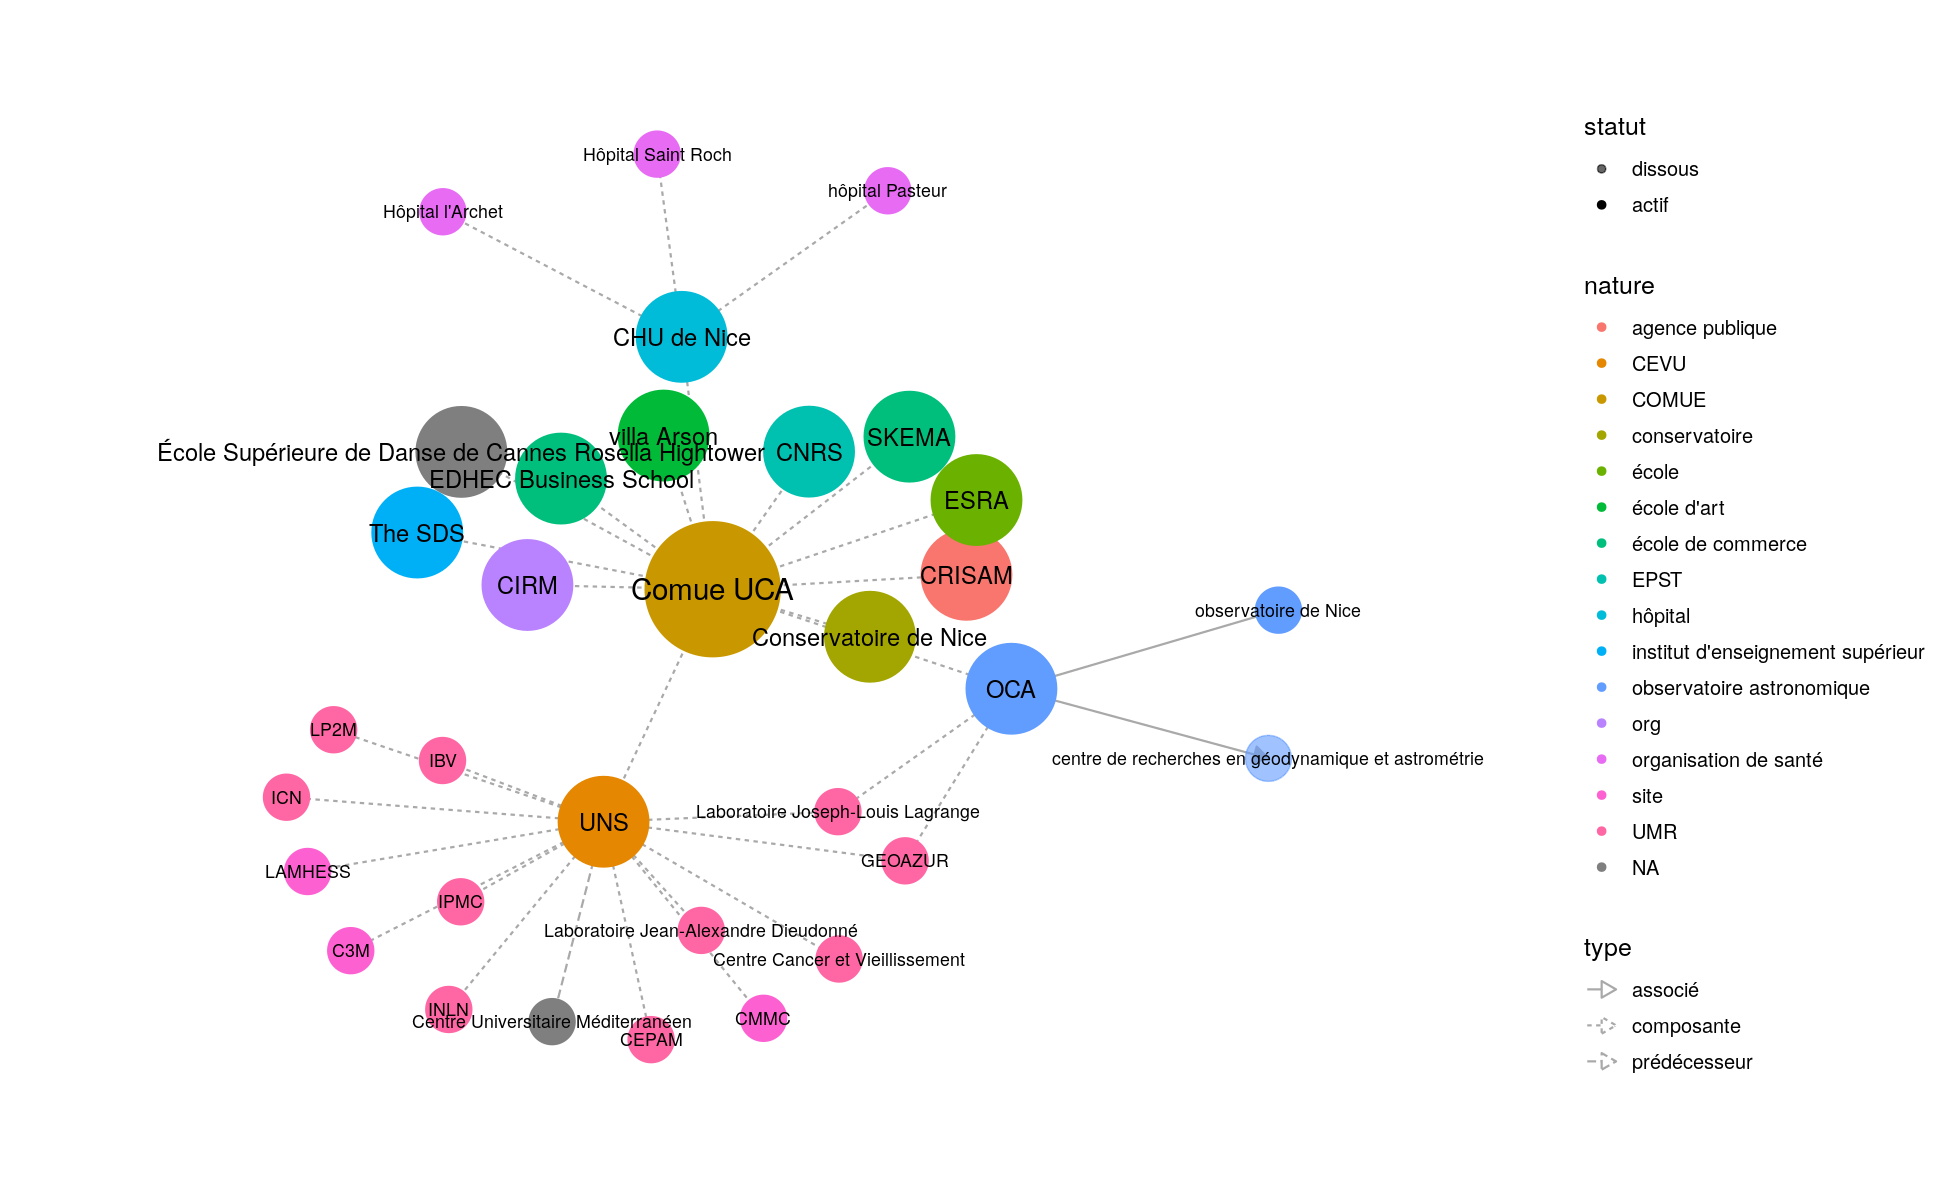 Hôpital Saint Roch
hôpital Pasteur
Hôpital l'Archet
CHU de Nice
villa Arson
SKEMA
École Supérieure de Danse de Cannes Rosella Hightower
CNRS
EDHEC Business School
ESRA
The SDS
CRISAM
CIRM
Comue UCA
observatoire de Nice
Conservatoire de Nice
OCA
LP2M
IBV
centre de recherches en géodynamique et astrométrie
ICN
Laboratoire Joseph-Louis Lagrange
UNS
GEOAZUR
LAMHESS
IPMC
Laboratoire Jean-Alexandre Dieudonné
C3M
Centre Cancer et Vieillissement
INLN
Centre Universitaire Méditerranéen
CMMC
CEPAM
statut
dissous
actif
nature
agence publique
CEVU
COMUE
conservatoire
école
école d'art
école de commerce
EPST
hôpital
institut d'enseignement supérieur
observatoire astronomique
org
organisation de santé
site
UMR
NA
type
associé
composante
prédécesseur